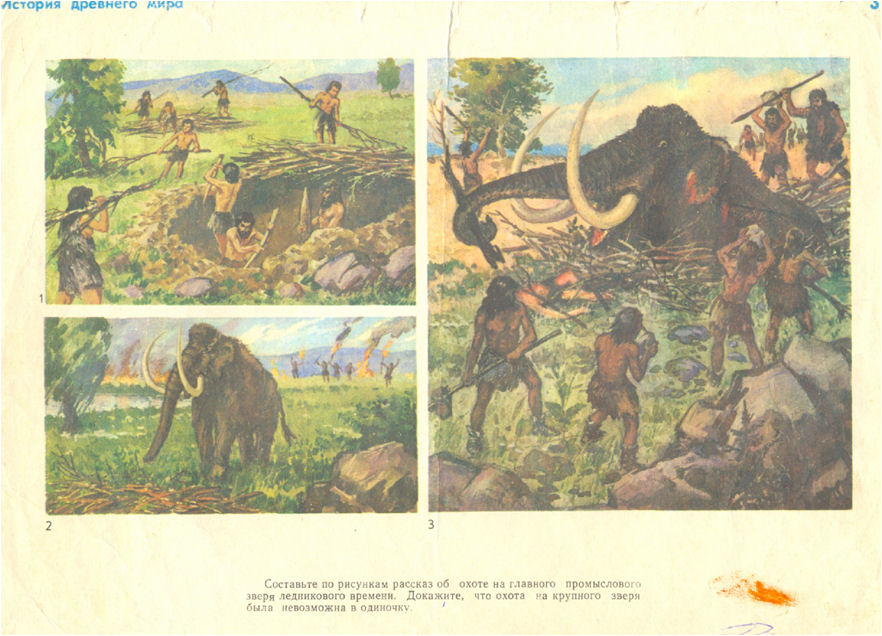 История древнего мира
3
1
2
3
Составьте по рисункам рассказ об охоте на главного промыслового
зверя ледникового времени. Докажите, что охота на крупного зверя
была невозможна в одиночку.